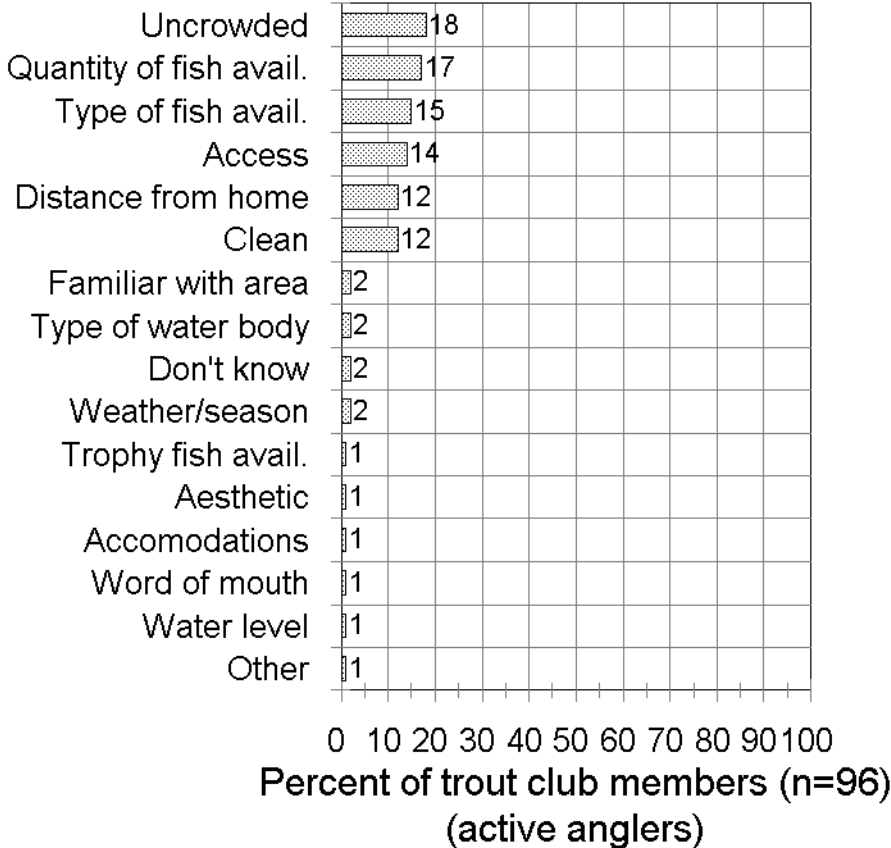 Uncrowded 18
Quantity of fish avail. 17
Type of fish avail. 15
Access 14
Distance from home 12
Clean 12
Familiar with area 2
Type of water body 2
Don't know 2
Weather/season 2
Trophy fish avail. 1
Aesthetic 1
Accomodations 1
Word of mouth 1
Water level 1
Other 1
0 10 20 30 40 50 60 70 80 90 100
Percent of trout club members (n=96)
(active anglers)